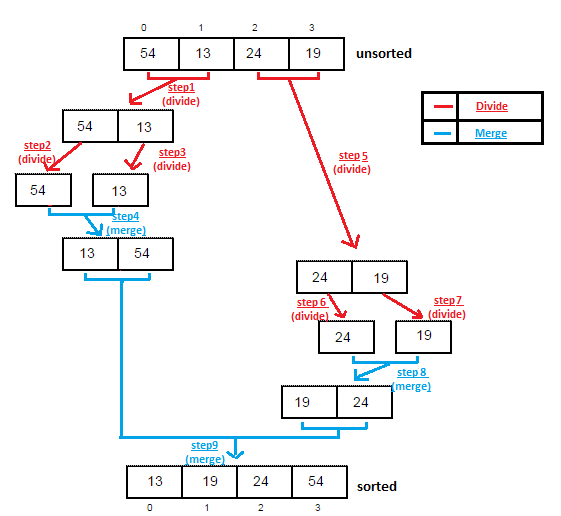 0 1 2 3
54 13 24 19 unsorted
step1
(divide)
Divide
Merge
54 13
step2
(divide)
step3
(divide)
step 5
(divide)
54 13
step4
(merge)
13 54
24 19
step 6
(divide)
step 7
(divide)
24 19
step 8
(merge)
19 24
step9
(merge)
13 19 24 54 sorted
0 1 2 3